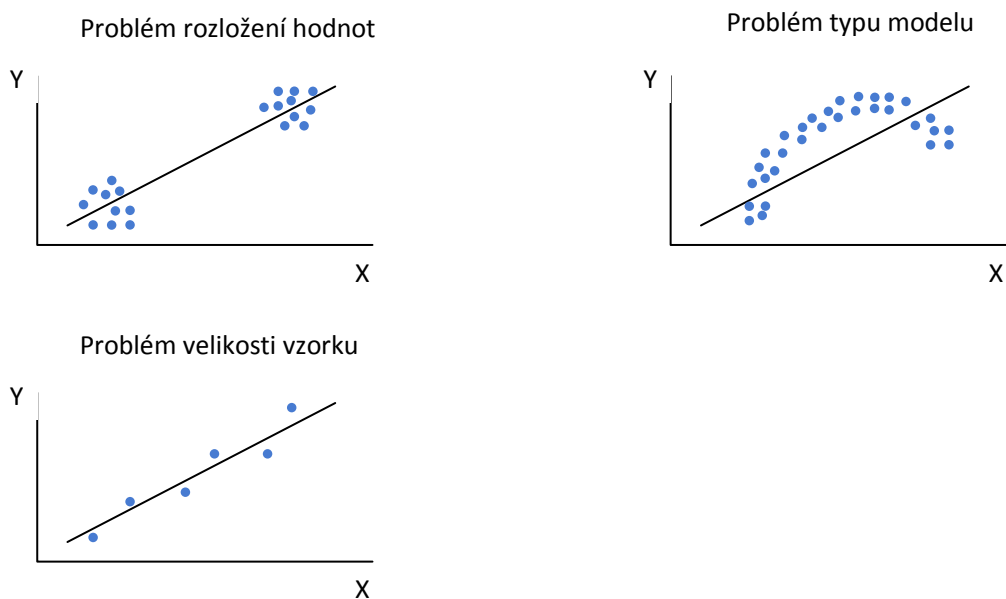 Problém rozložení hodnot
Y
X
Problém typu modelu
Y
X
Problém velikosti vzorku
Y
X